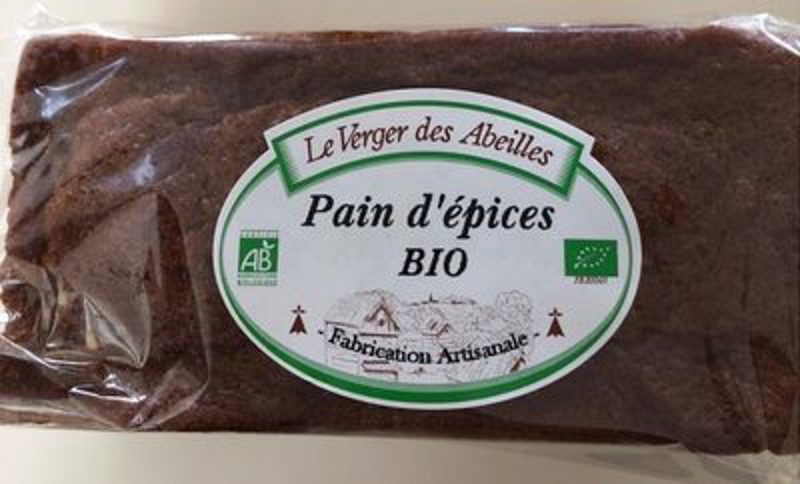 Le Verger des Abeilles
Pain d'épices
BIO
AB
- Fabrication Artisanale -